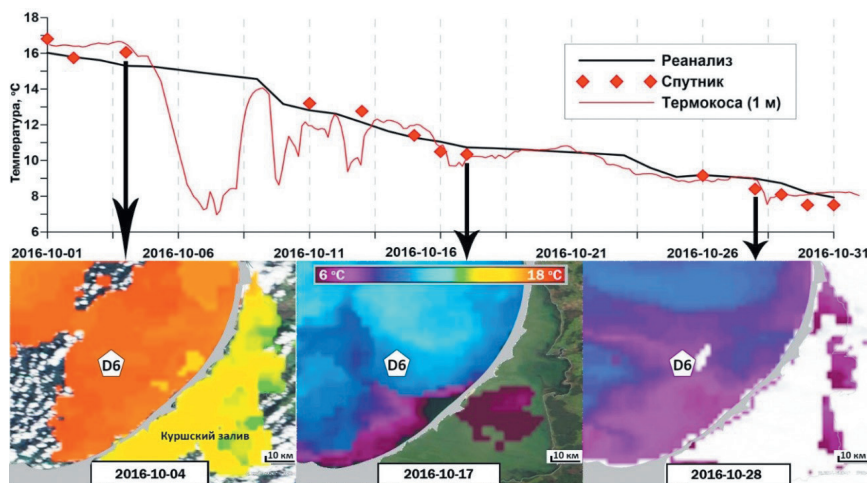 18
16
14
12
10
8
6
Температура, °C
Реанализ
Спутник
Термокоса (1 м)
2016-10-01
2016-10-06
2016-10-11
2016-10-16
2016-10-21
2016-10-26
2016-10-31
6 °C
18 °C
D6
D6
D6
Куршский залив
10 км
10 км
10 км
2016-10-04
2016-10-17
2016-10-28